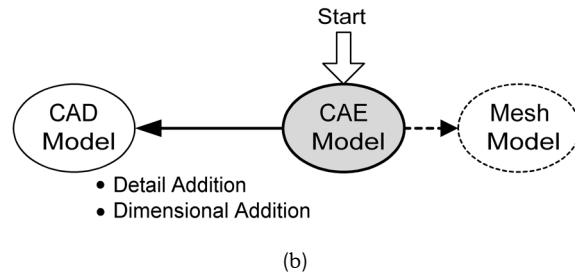 Start
CAD
Model
CAE
Model
Mesh
Model
• Detail Addition
• Dimensional Addition
(b)